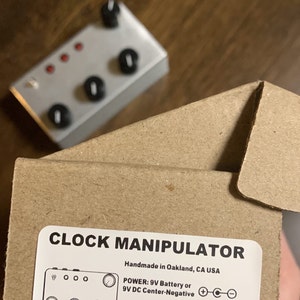 CLOCK MANIPULATOR
Handmade in Oakland, CA USA
POWER: 9V Battery or
9V DC Center-Negative